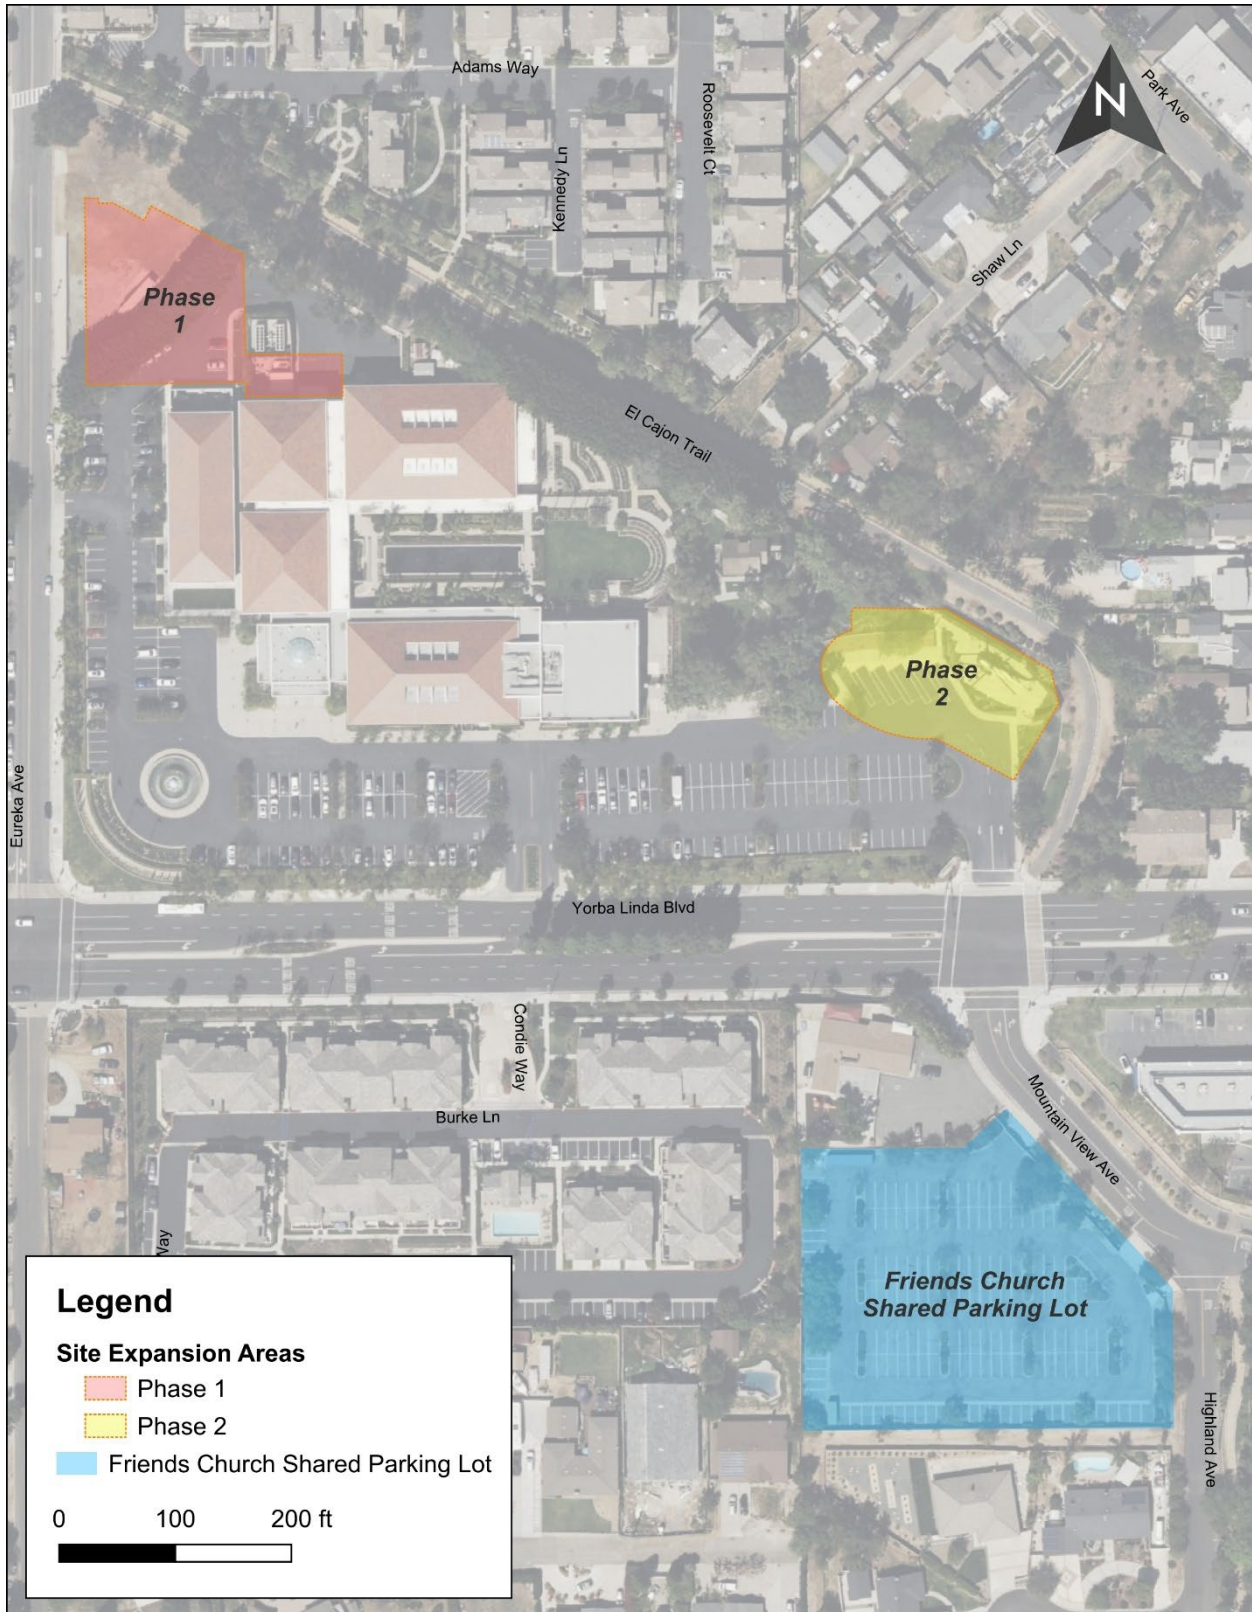 Adams Way
Roosevelt Ct
Kennedy Ln
N
Park Ave
Shaw Ln
Phase
1
El Cajon Trail
Phase
2
Eureka Ave
Yorba Linda Blvd
Condie Way
Burke Ln
Mountain View Ave
Way
Friends Church
Shared Parking Lot
Highland Ave
Legend
Site Expansion Areas
Phase 1
Phase 2
Friends Church Shared Parking Lot
0 100 200 ft